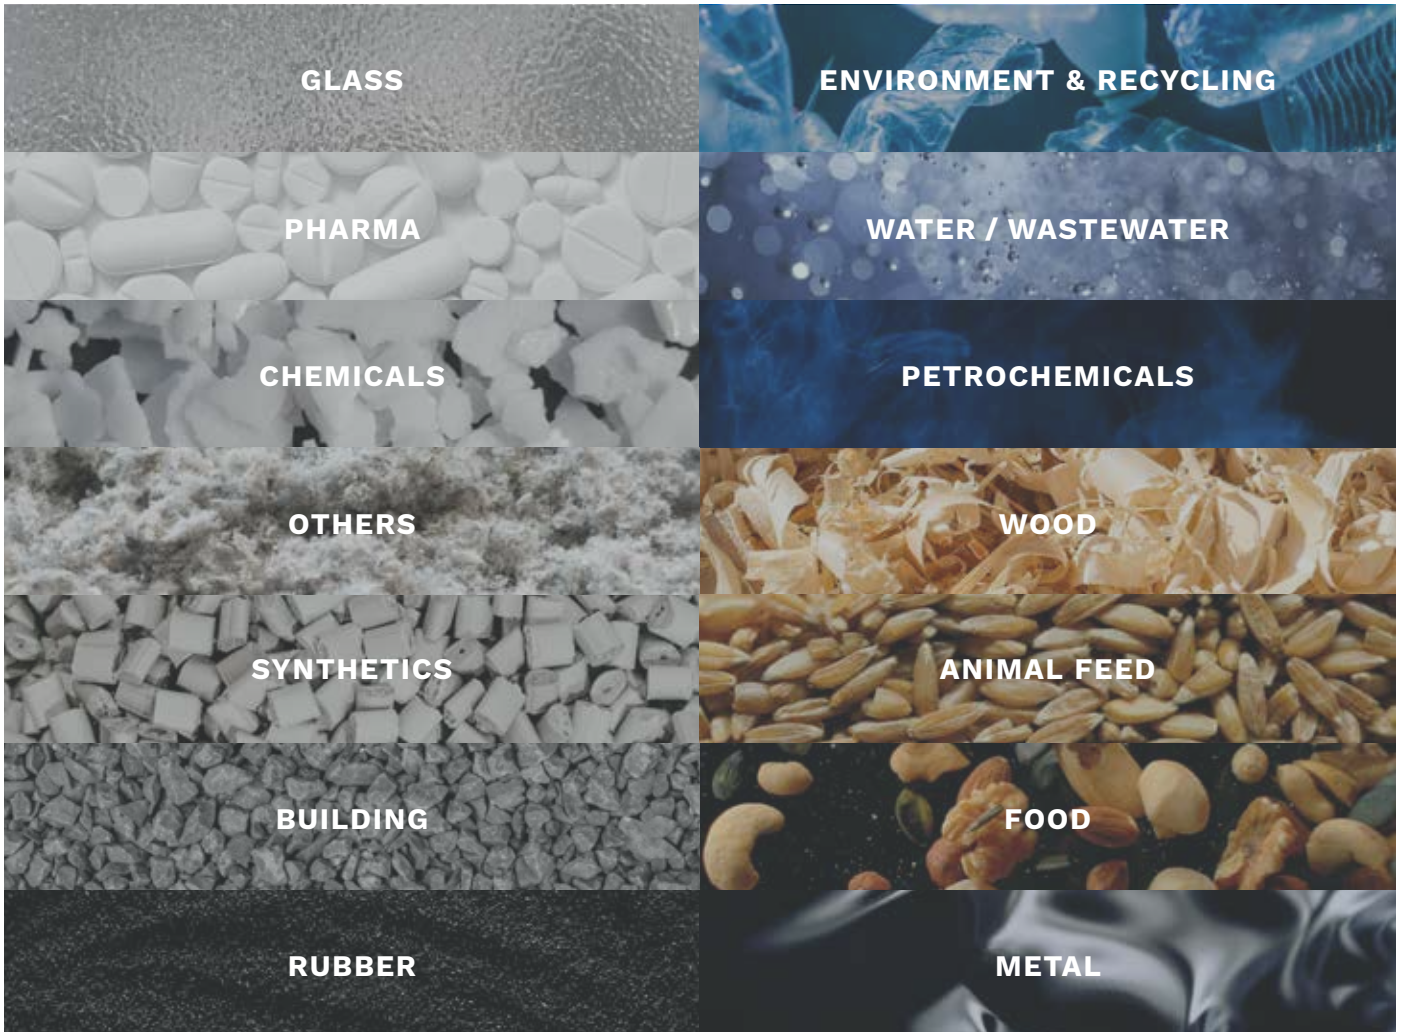 GLASS
ENVIRONMENT & RECYCLING
PHARMA
WATER / WASTEWATER
CHEMICALS
PETROCHEMICALS
OTHERS
WOOD
SYNTHETICS
ANIMAL FEED
BUILDING
FOOD
RUBBER
METAL